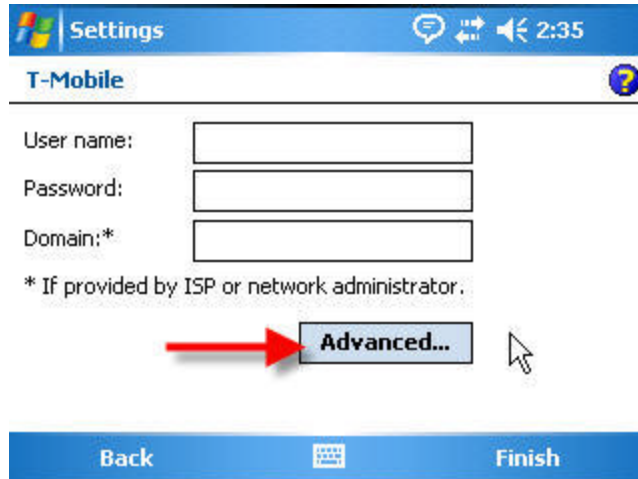 Settings 2:35
T-Mobile ?
User name:
Password:
Domain:*
* If provided by ISP or network administrator.
Advanced...
Back Finish